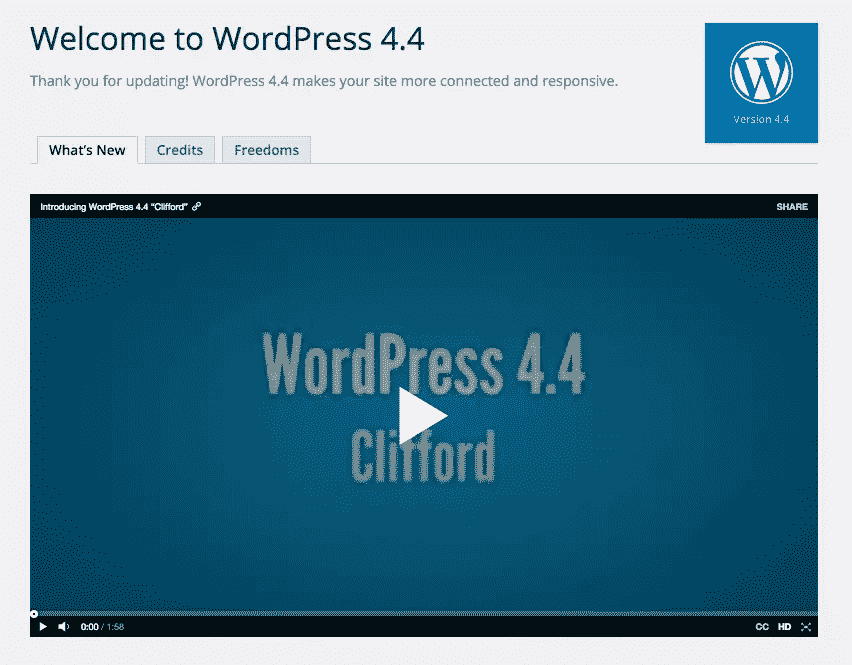 Welcome to WordPress 4.4
Thank you for updating! WordPress 4.4 makes your site more connected and responsive.
Version 4.4
What's New Credits Freedoms
Introducing WordPress 4.4 "Clifford" SHARE
WordPress 4.4
Clifford
0:00 / 1:58 CC HD